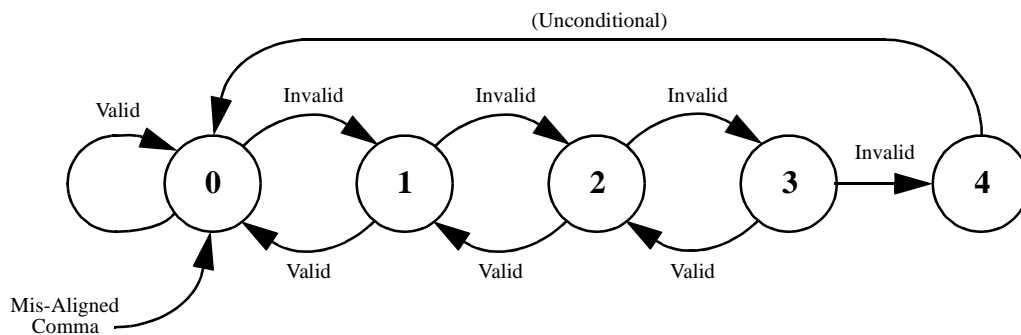 (Unconditional)
Valid
Invalid
Invalid
Invalid
Invalid
0
1
2
3
4
Valid
Valid
Valid
Mis-Aligned
Comma